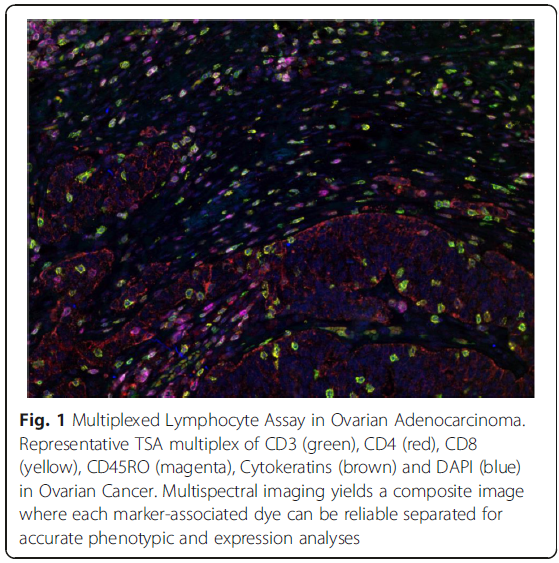 Fig. 1 Multiplexed Lymphocyte Assay in Ovarian Adenocarcinoma.
Representative TSA multiplex of CD3 (green), CD4 (red), CD8
(yellow), CD45RO (magenta), Cytokeratins (brown) and DAPI (blue)
in Ovarian Cancer. Multispectral imaging yields a composite image
where each marker-associated dye can be reliable separated for
accurate phenotypic and expression analyses